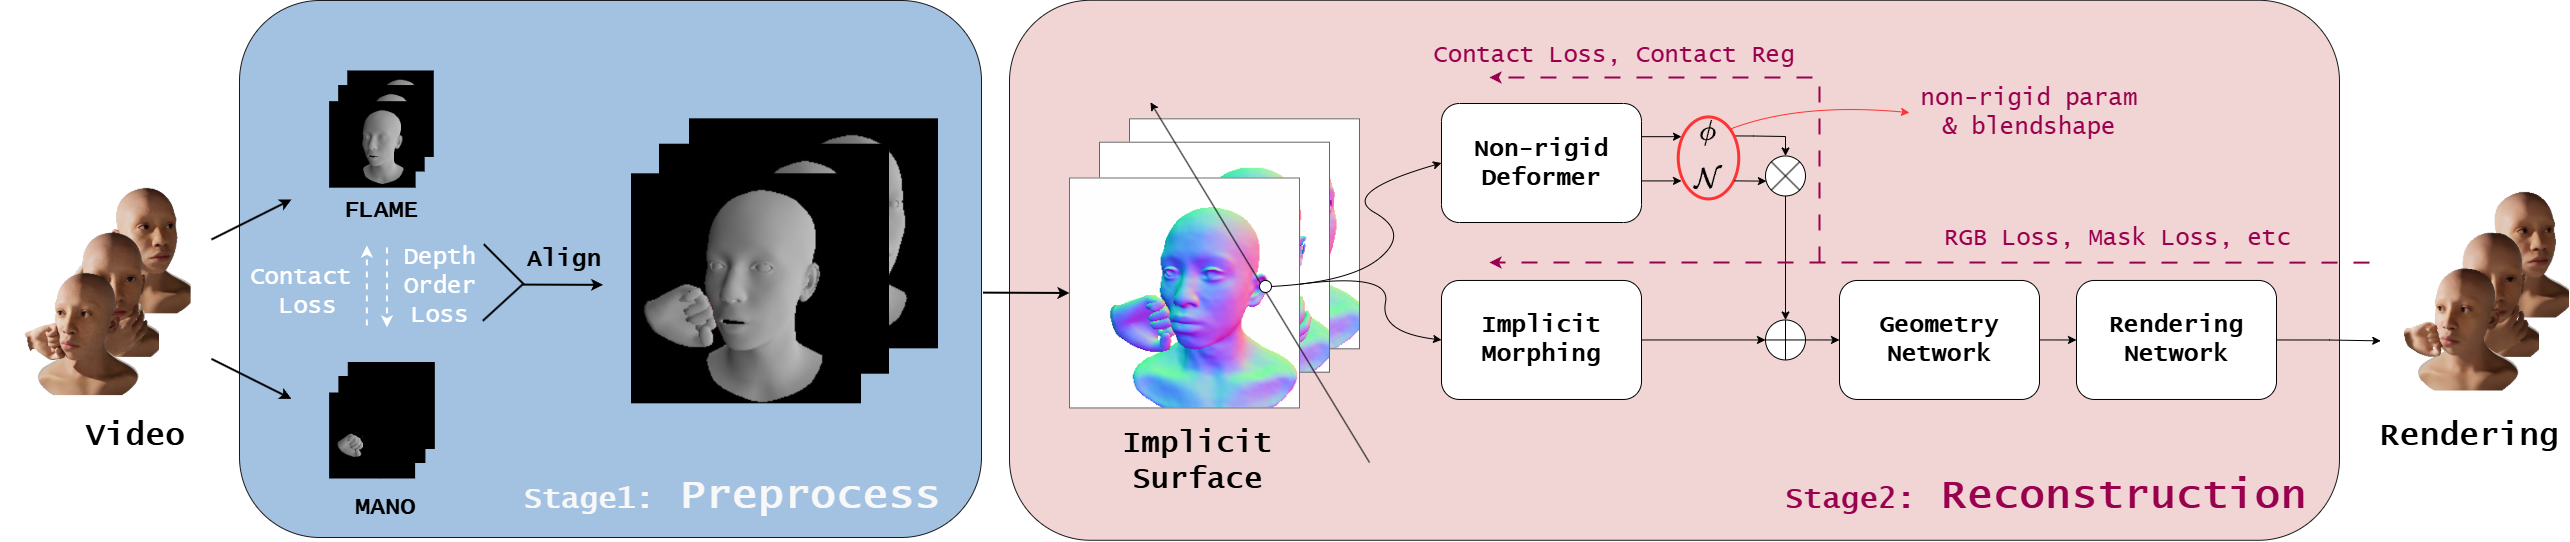 Video
FLAME
Contact
Loss
Depth
Order
Loss
Align
MANO
Stage1: Preprocess
Implicit
Surface
Contact Loss, Contact Reg
Non-rigid
Deformer
ϕ
𝒩
non-rigid param
& blendshape
RGB Loss, Mask Loss, etc
Implicit
Morphing
Geometry
Network
Rendering
Network
Stage2: Reconstruction
Rendering